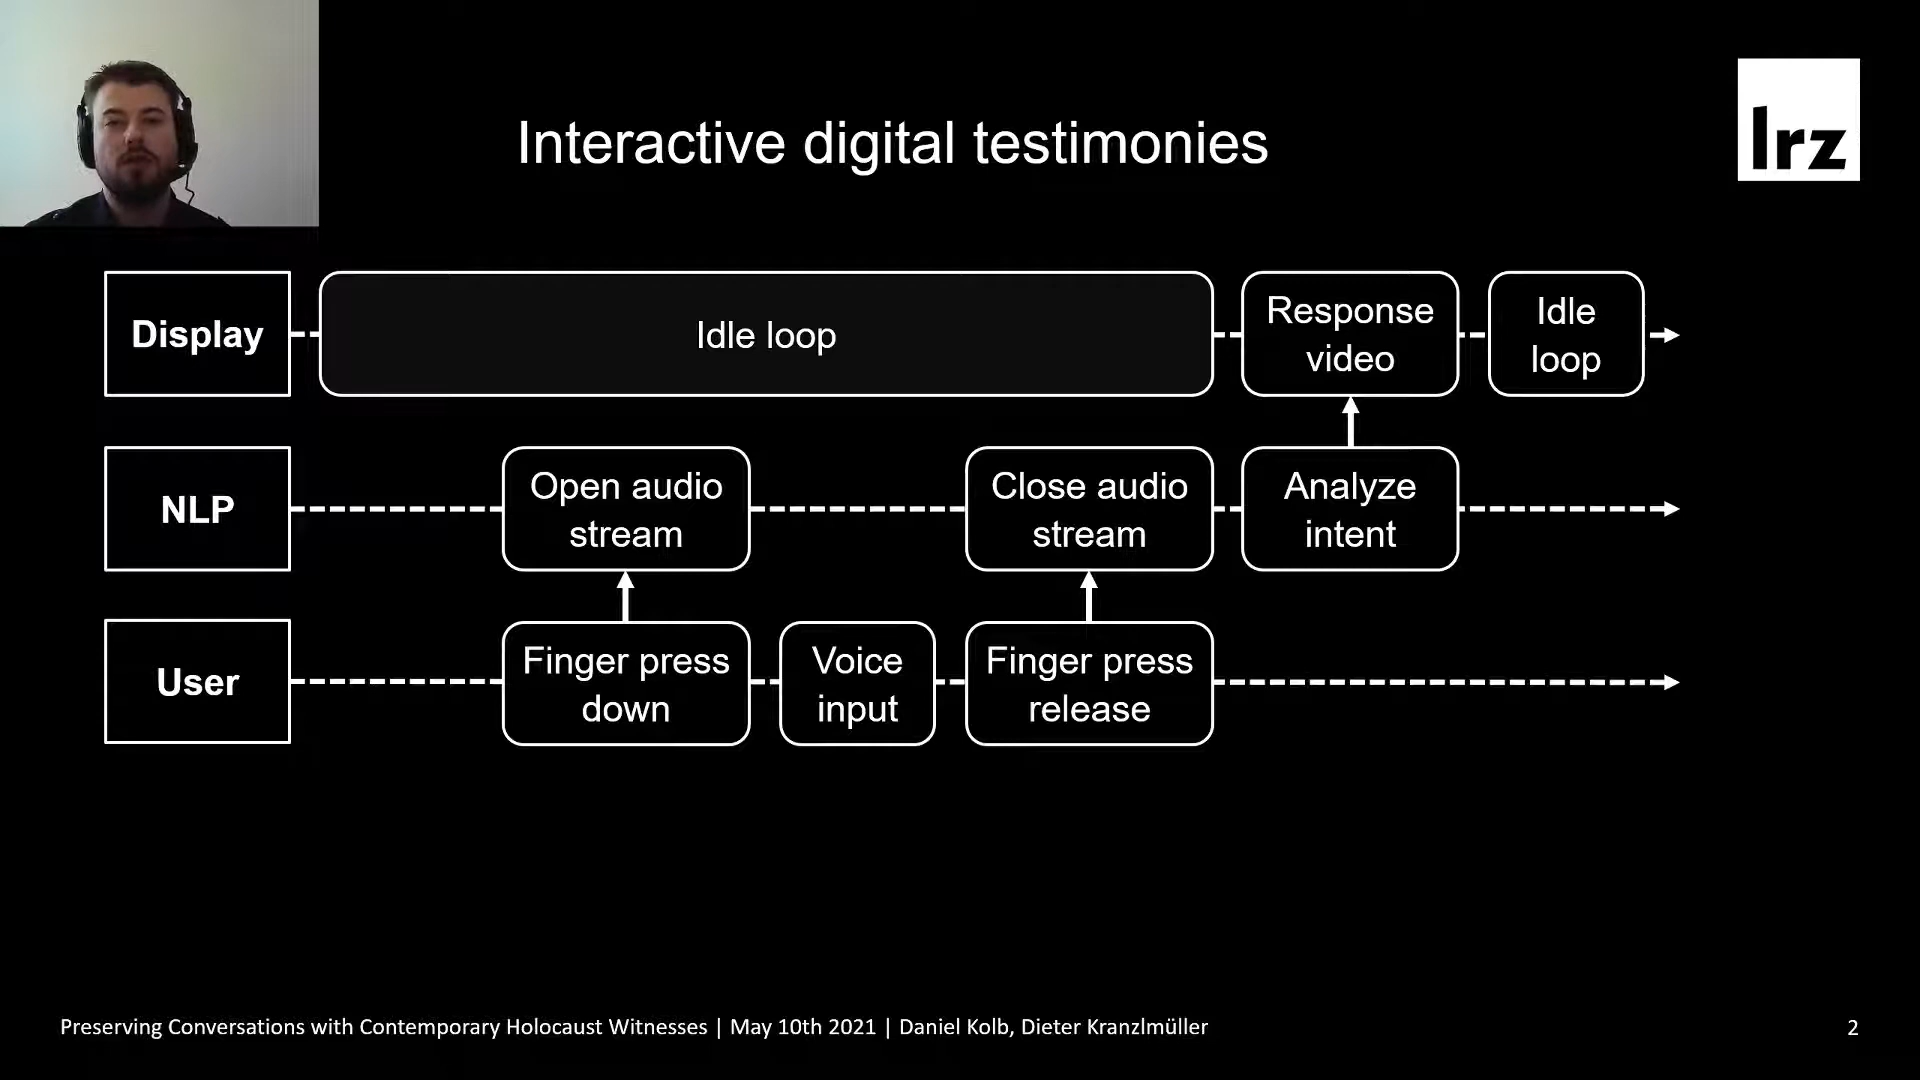 Interactive digital testimonies
lrz
Display
Idle loop
Response
video
Idle
loop
NLP
Open audio
stream
Close audio
stream
Analyze
intent
User
Finger press
down
Voice
input
Finger press
release
Preserving Conversations with Contemporary Holocaust Witnesses | May 10th 2021 | Daniel Kolb, Dieter Kranzlmüller
2